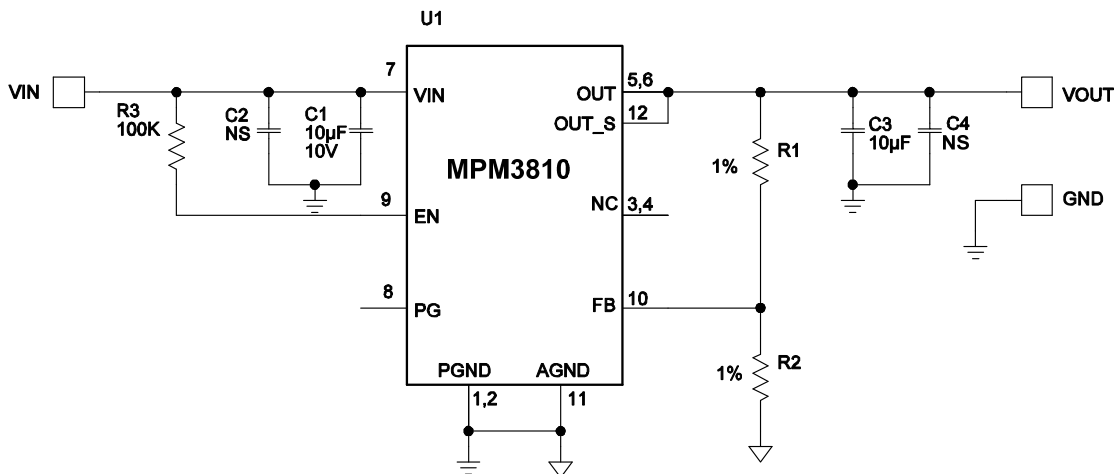 U1
VIN
7
VIN
R3
100K
C2
NS
C1
10µF
10V
MPM3810
OUT
5,6
OUT_S
12
VOUT
R1
1%
C3
10µF
C4
NS
9
EN
NC
3,4
GND
8
PG
FB
10
R2
1%
PGND
AGND
1,2
11